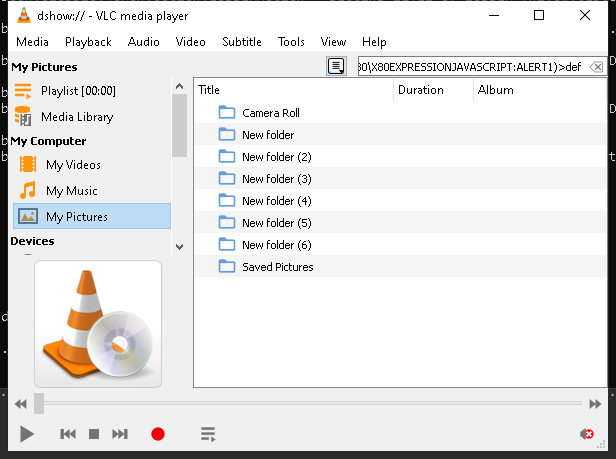 dshow:// - VLC media player
Media Playback Audio Video Subtitle Tools View Help
My Pictures
30\X80EXPRESSIONJAVASCRIPT:ALERT1)>def
Playlist [00:00]
Media Library
My Computer
My Videos
My Music
My Pictures
Devices
Title Duration Album
Camera Roll
New folder
New folder (2)
New folder (3)
New folder (4)
New folder (5)
New folder (6)
Saved Pictures